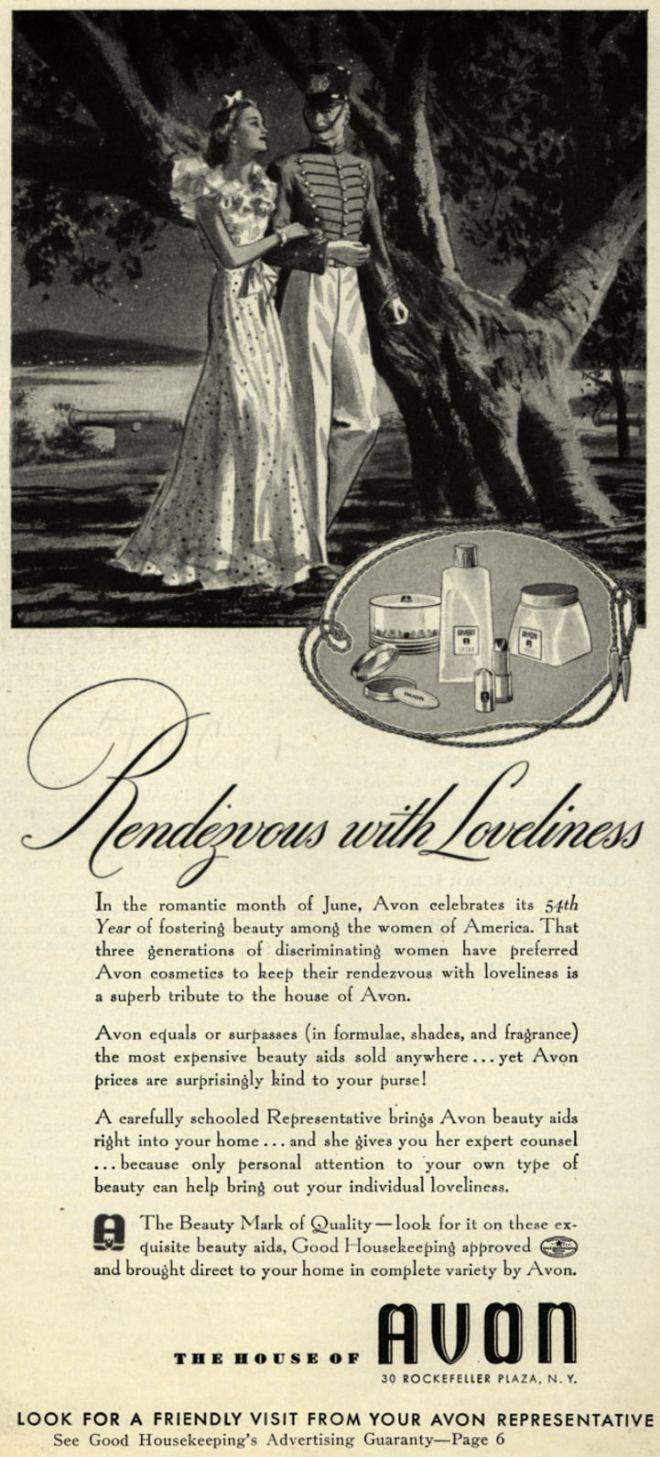 AVON
AVON
AVON
Rendezvous with Loveliness
In the romantic month of June, Avon celebrates its 54th
Year of fostering beauty among the women of America. That
three generations of discriminating women have preferred
Avon cosmetics to keep their rendezvous with loveliness is
a superb tribute to the house of Avon.
Avon equals or surpasses (in formulae, shades, and fragrance)
the most expensive beauty aids sold anywhere ... yet Avon
prices are surprisingly kind to your purse!
A carefully schooled Representative brings Avon beauty aids
right into your home ... and she gives you her expert counsel
... because only personal attention to your own type of
beauty can help bring out your individual loveliness.
A The Beauty Mark of Quality—look for it on these ex-
quisite beauty aids, Good Housekeeping approved
and brought direct to your home in complete variety by Avon.
THE HOUSE OF AVON
30 ROCKEFELLER PLAZA, N. Y.
LOOK FOR A FRIENDLY VISIT FROM YOUR AVON REPRESENTATIVE
See Good Housekeeping's Advertising Guaranty—Page 6